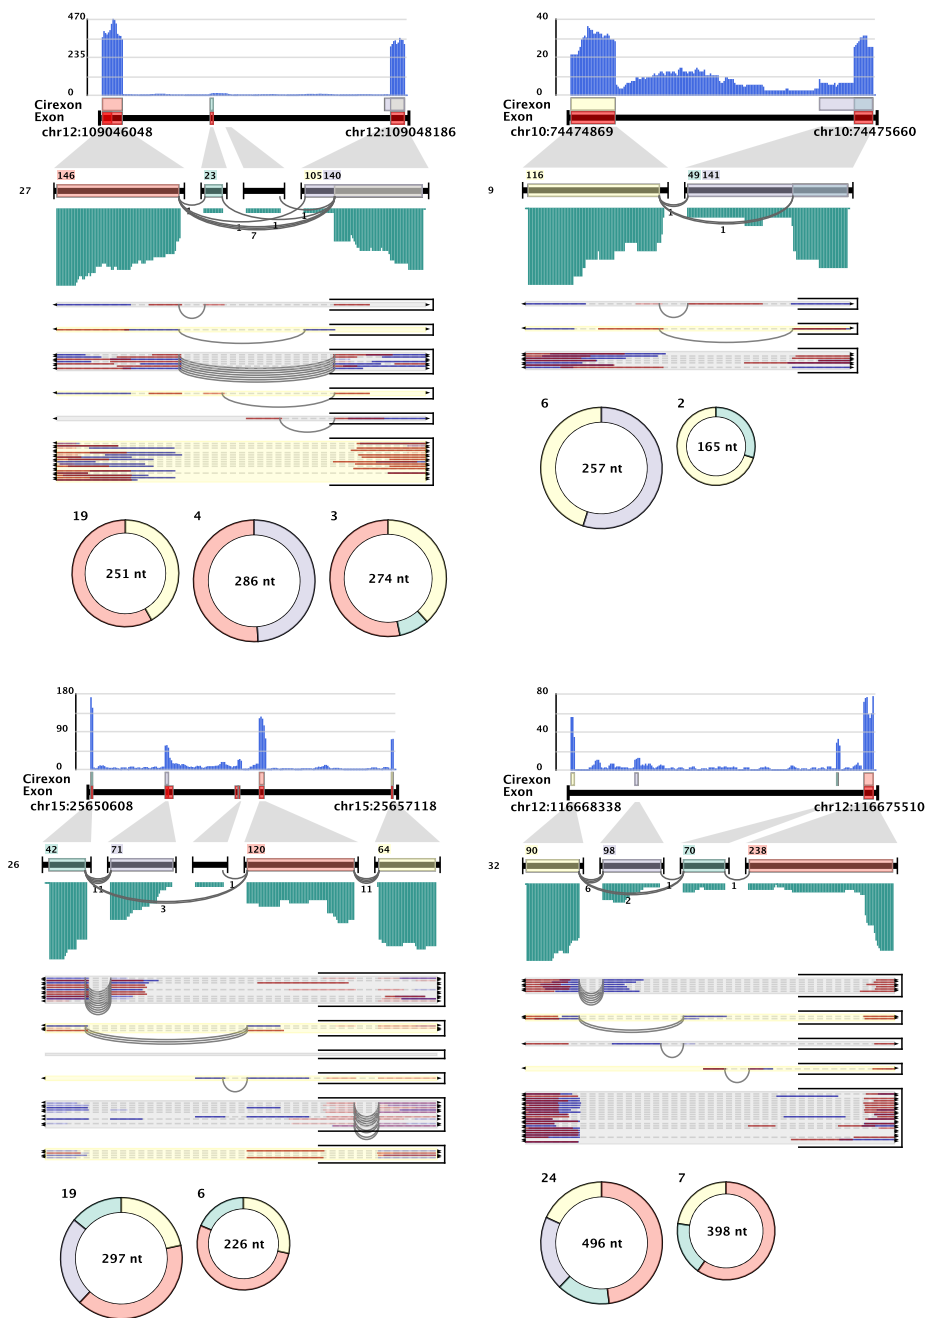 470
235
0
Cirexon
Exon
chr12:109046048 chr12:109048186
146 23 105 140
27
1 1
1 1
7
19 4 3
251 nt 286 nt 274 nt
40
20
0
Cirexon
Exon
chr10:74474869 chr10:74475660
116 49 141
9
1
1
6 2
257 nt 165 nt
180
90
0
Cirexon
Exon
chr15:25650608 chr15:25657118
42 71 120 64
26
11 1 11
3
19 6
297 nt 226 nt
80
40
0
Cirexon
Exon
chr12:116668338 chr12:116675510
90 98 70 238
32
6 1 1
2
24 7
496 nt 398 nt